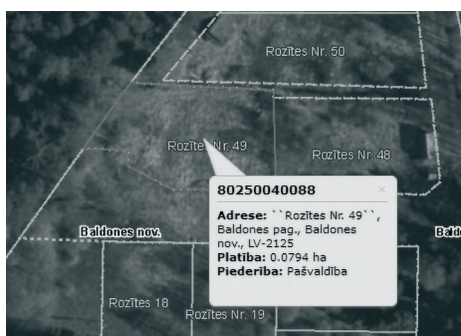 Rozītes Nr. 50
Rozītes Nr. 49
Rozītes Nr. 48
80250040088 ×
Adrese: ``Rozītes Nr. 49``,
Baldones pag., Baldones
nov., LV-2125
Platība: 0.0794 ha
Piederība: Pašvaldība
Baldones nov.
Rozītes 18
Rozītes Nr. 19